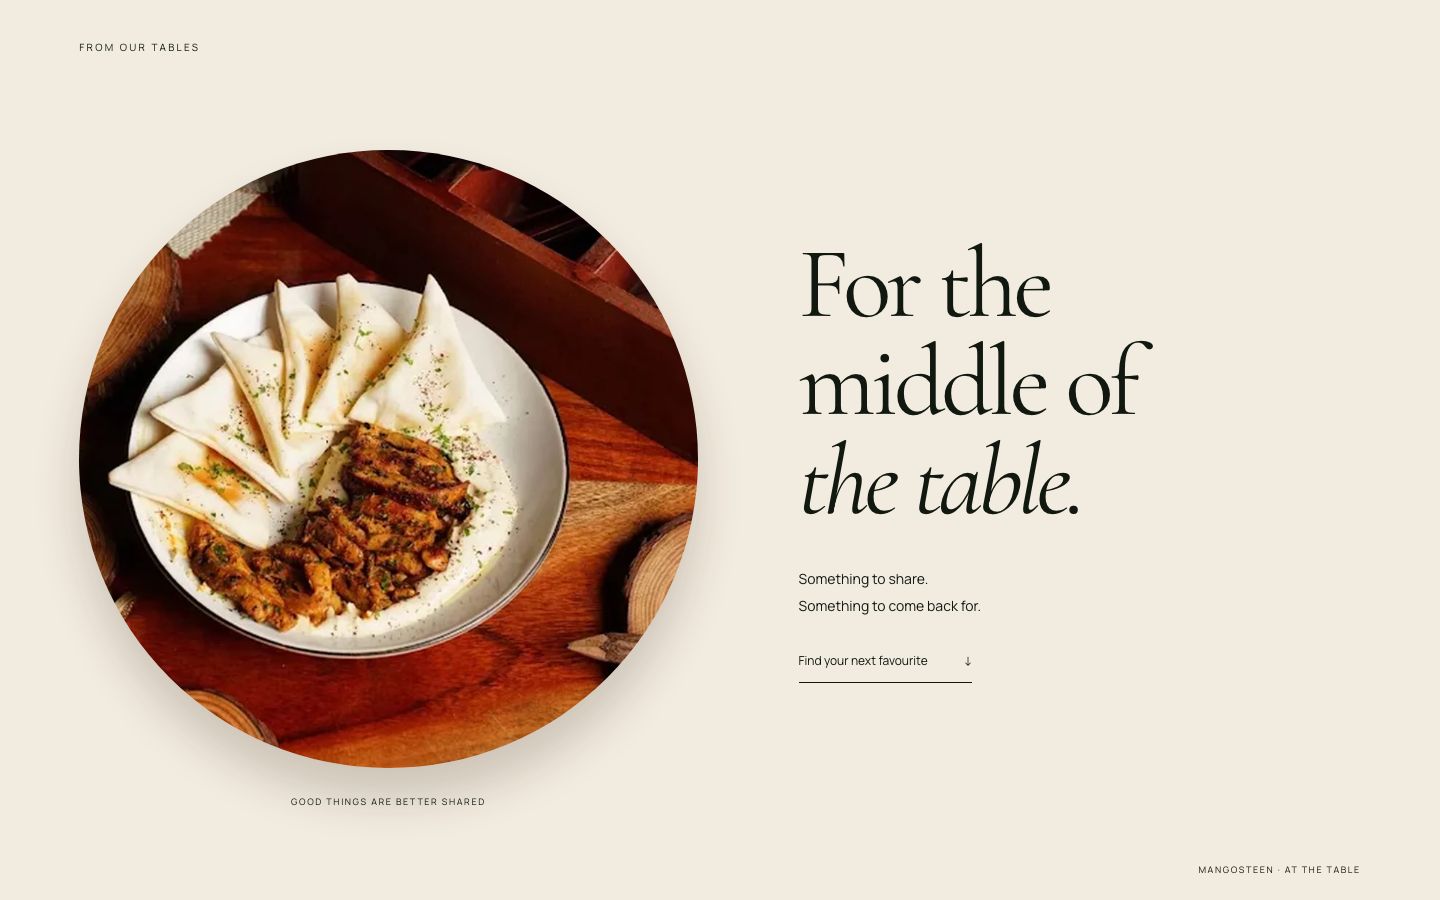 FROM OUR TABLES
For the
middle of
the table.
Something to share.
Something to come back for.
Find your next favourite ↓
GOOD THINGS ARE BETTER SHARED
MANGOSTEEN · AT THE TABLE